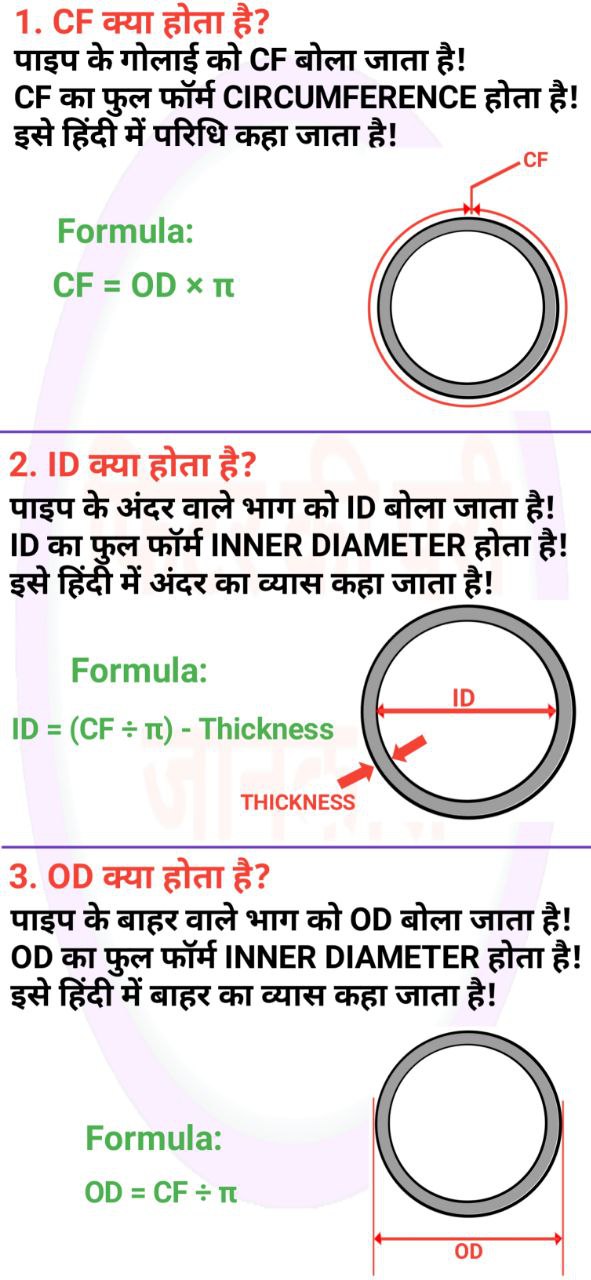 1. CF क्या होता है?
पाइप के गोलाई को CF बोला जाता है!
CF का फुल फॉर्म CIRCUMFERENCE होता है!
इसे हिंदी में परिधि कहा जाता है!
CF
Formula:
CF = OD × π
2. ID क्या होता है?
पाइप के अंदर वाले भाग को ID बोला जाता है!
ID का फुल फॉर्म INNER DIAMETER होता है!
इसे हिंदी में अंदर का व्यास कहा जाता है!
Formula:
ID
ID = (CF ÷ π) - Thickness
THICKNESS
3. OD क्या होता है?
पाइप के बाहर वाले भाग को OD बोला जाता है!
OD का फुल फॉर्म INNER DIAMETER होता है!
इसे हिंदी में बाहर का व्यास कहा जाता है!
Formula:
OD = CF ÷ π
OD